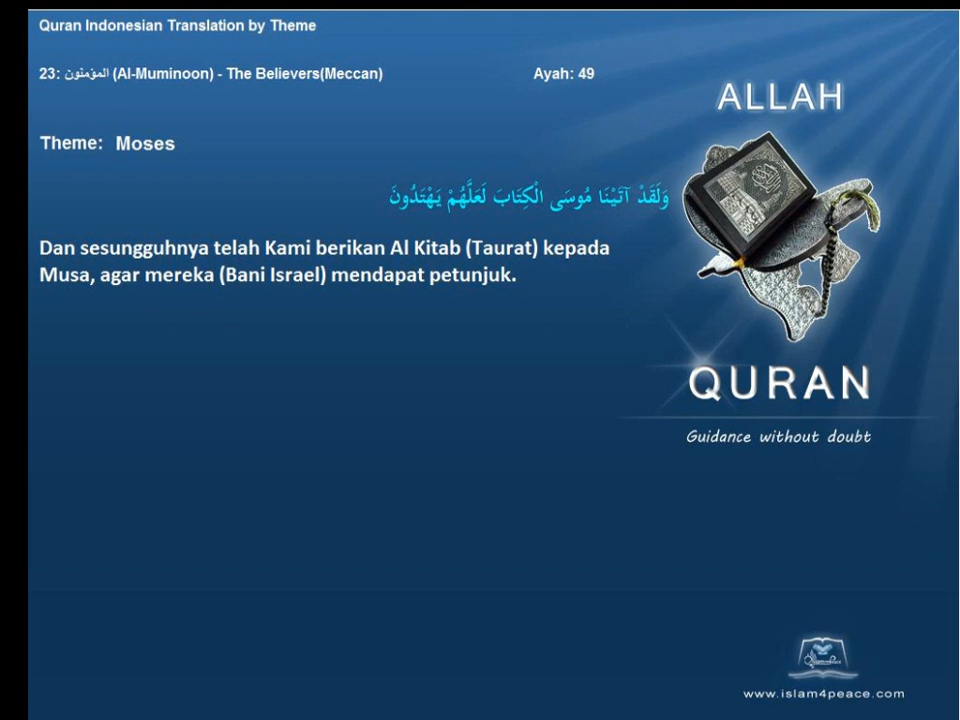 Quran Indonesian Translation by Theme
23: المؤمنون (Al-Muminoon) - The Believers(Meccan) Ayah: 49
Theme: Moses
وَلَقَدْ آتَيْنَا مُوسَى الْكِتَابَ لَعَلَّهُمْ يَهْتَدُونَ
Dan sesungguhnya telah Kami berikan Al Kitab (Taurat) kepada
Musa, agar mereka (Bani Israel) mendapat petunjuk.
ALLAH
QURAN
Guidance without doubt
www.islam4peace.com